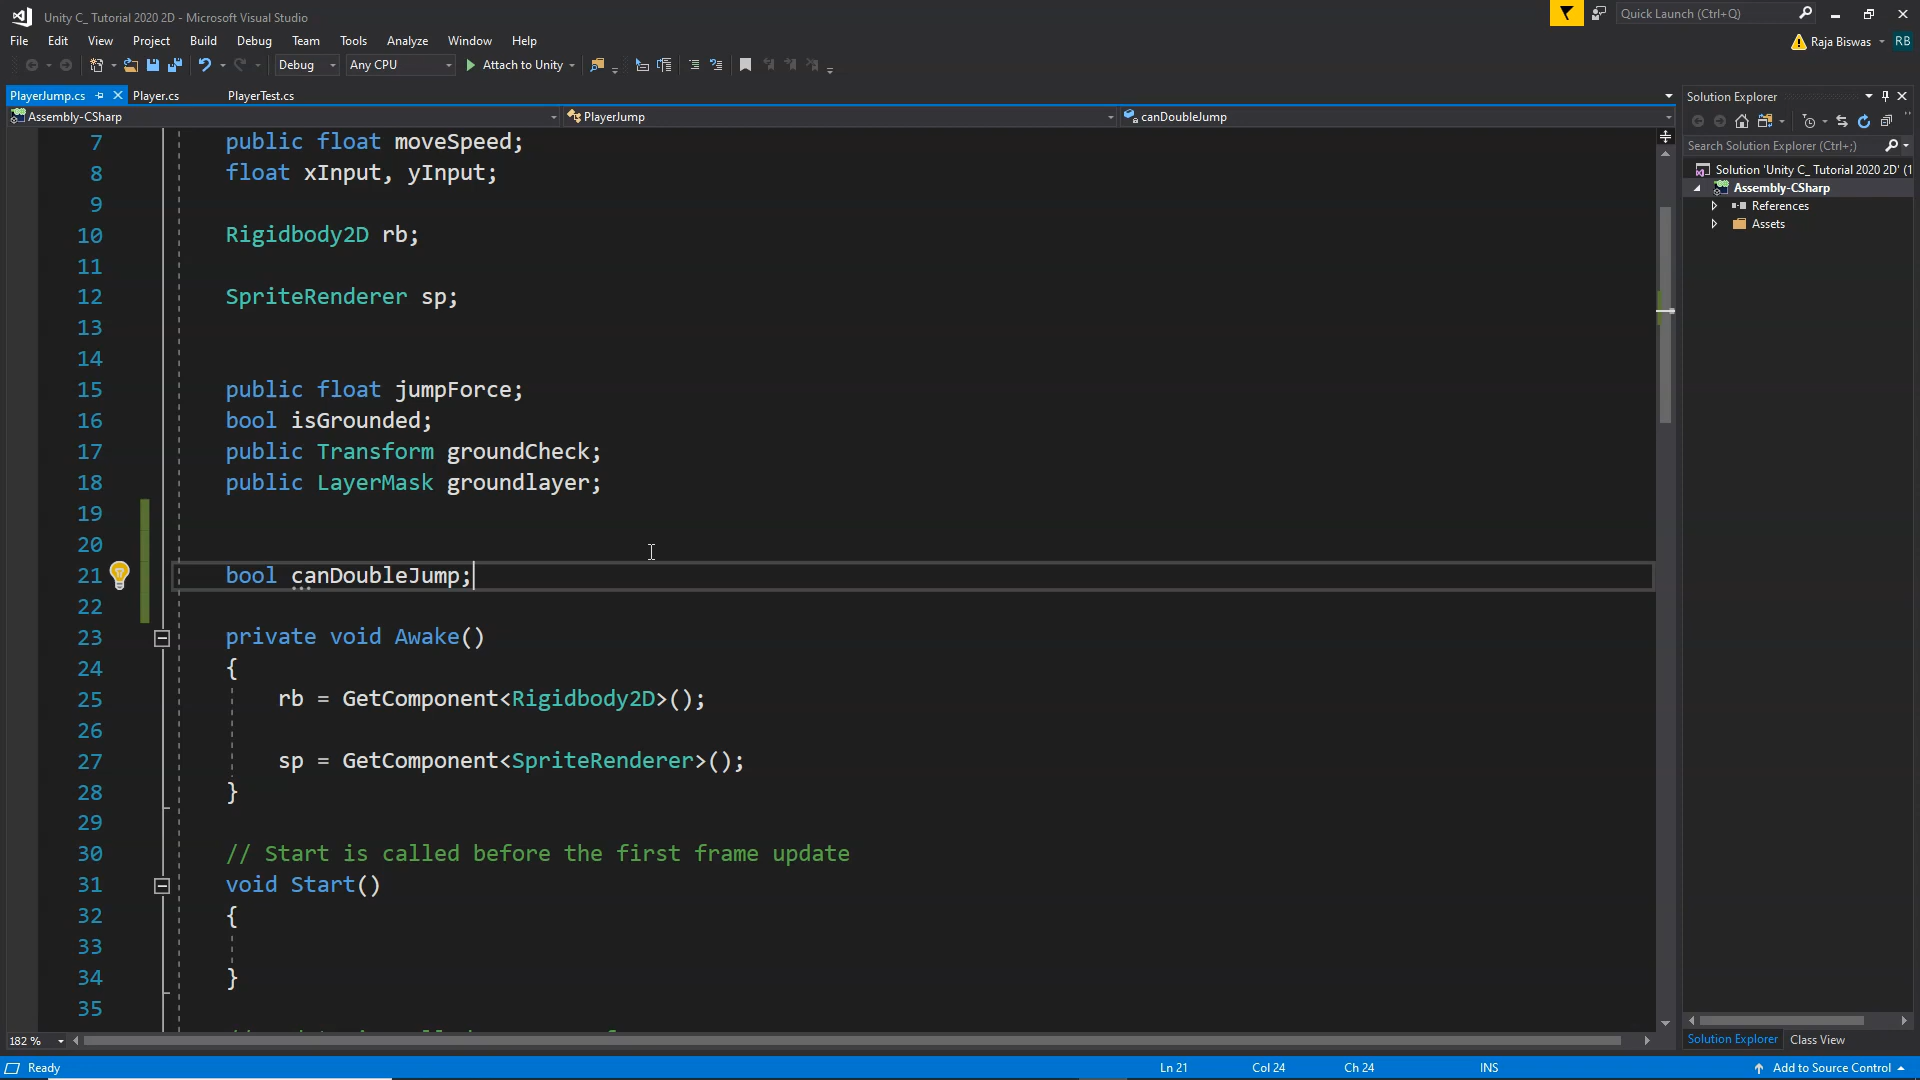 Unity C_ Tutorial 2020 2D - Microsoft Visual Studio
Quick Launch (Ctrl+Q)
File Edit View Project Build Debug Team Tools Analyze Window Help
Raja Biswas RB
Debug Any CPU Attach to Unity
PlayerJump.cs Player.cs PlayerTest.cs
Assembly-CSharp PlayerJump canDoubleJump
7 public float moveSpeed;
8 float xInput, yInput;
9
10 Rigidbody2D rb;
11
12 SpriteRenderer sp;
13
14
15 public float jumpForce;
16 bool isGrounded;
17 public Transform groundCheck;
18 public LayerMask groundlayer;
19
20
21 bool canDoubleJump;
22
23 private void Awake()
24 {
25 rb = GetComponent<Rigidbody2D>();
26
27 sp = GetComponent<SpriteRenderer>();
28 }
29
30 // Start is called before the first frame update
31 void Start()
32 {
33
34 }
35
Solution Explorer
Search Solution Explorer (Ctrl+;)
Solution 'Unity C_ Tutorial 2020 2D' (1
Assembly-CSharp
References
Assets
Solution Explorer Class View
182 %
Ready Ln 21 Col 24 Ch 24 INS Add to Source Control